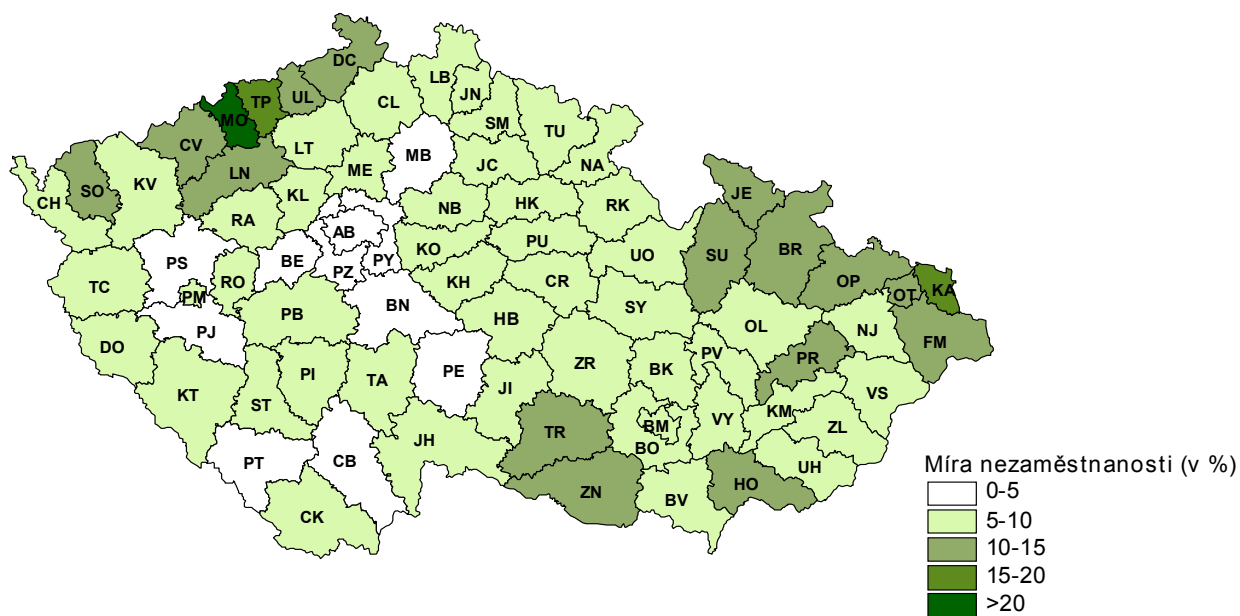 DC
LB
JN
TP
UL
CL
MO
SM
TU
CV
LT
MB
JC
NA
LN
ME
SO
KV
KL
JE
CH
RA
NB
HK
RK
AB
PU
BR
KO
UO
SU
PS
BE
PZ
PY
OP
TC
PM
RO
KH
CR
OT
KA
BN
SY
PB
HB
OL
NJ
PJ
FM
DO
PV
PR
ZR
BK
PE
KT
PI
TA
JI
VS
ST
KM
VY
BM
ZL
TR
JH
BO
PT
CB
UH
HO
ZN
BV
CK
Míra nezaměstnanosti (v %)
0-5
5-10
10-15
15-20
>20